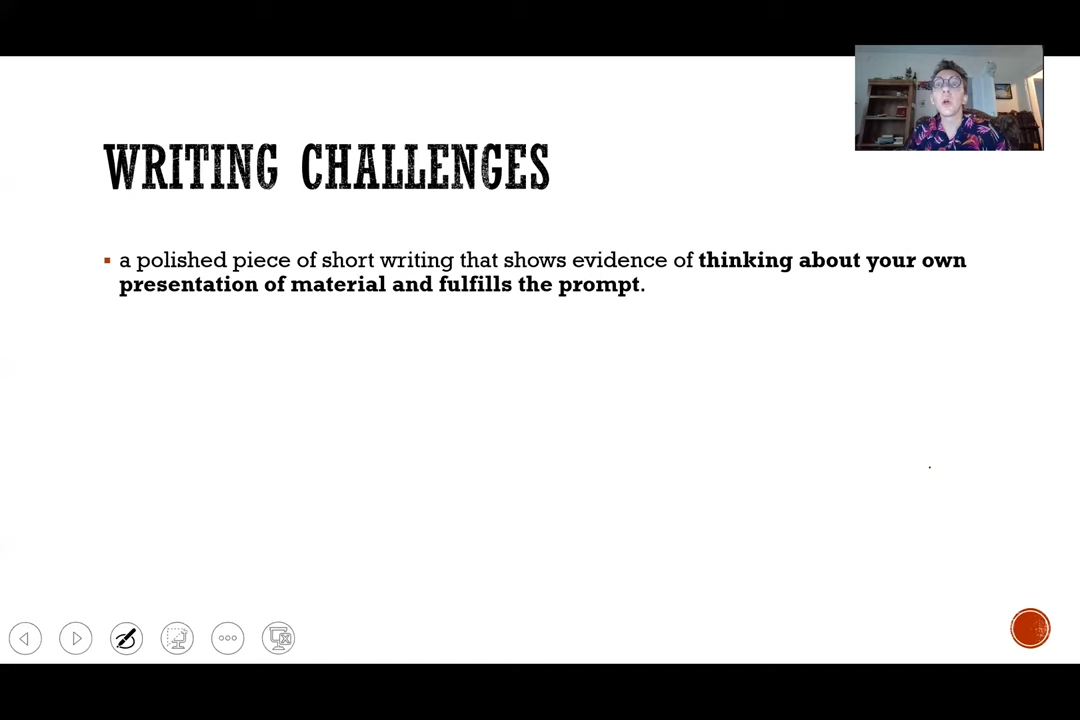 WRITING CHALLENGES
a polished piece of short writing that shows evidence of thinking about your own
presentation of material and fulfills the prompt.